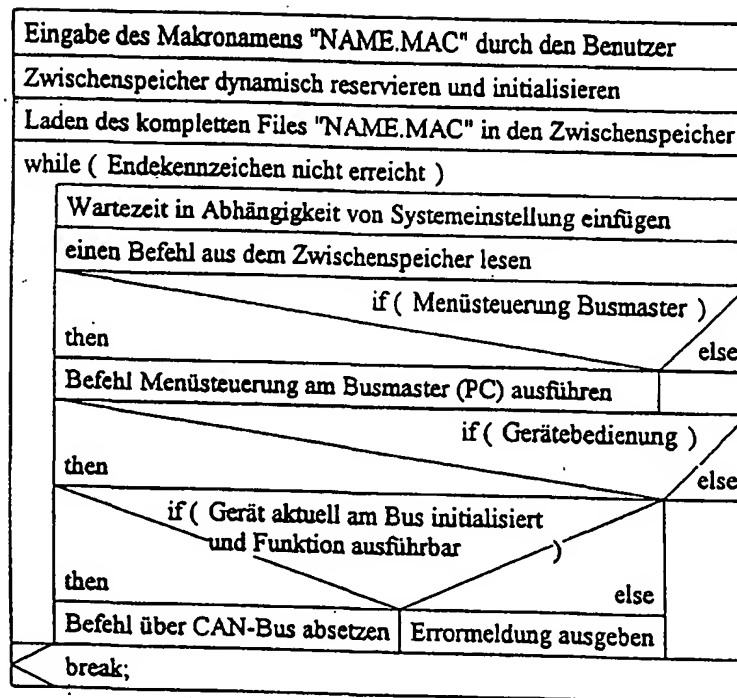 Eingabe des Makronamens "NAME.MAC" durch den Benutzer
Zwischenspeicher dynamisch reservieren und initialisieren
Laden des kompletten Files "NAME.MAC" in den Zwischenspeicher
while ( Endekennzeichen nicht erreicht )
Wartezeit in Abhängigkeit von Systemeinstellung einfügen
einen Befehl aus dem Zwischenspeicher lesen
if ( Menüsteuerung Busmaster )
then else
Befehl Menüsteuerung am Busmaster (PC) ausführen
if ( Gerätebedienung )
then else
if ( Gerät aktuell am Bus initialisiert
und Funktion ausführbar )
then else
Befehl über CAN-Bus absetzen Errormeldung ausgeben
break;